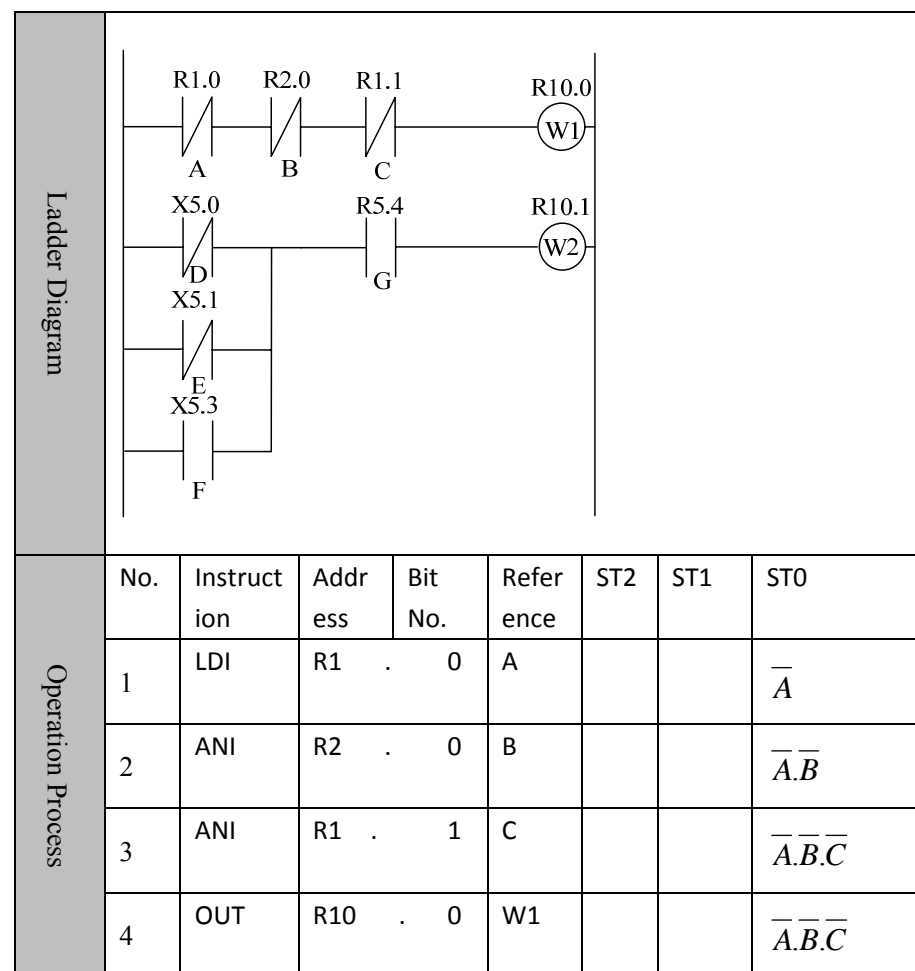 Ladder Diagram
R1.0 R2.0 R1.1 R10.0
W1
A B C
X5.0 R5.4 R10.1
W2
D G
X5.1
E
X5.3
F
Operation Process
No. Instruct ion Addr ess Bit No. Refer ence ST2 ST1 ST0
1 LDI R1 . 0 A A̅
2 ANI R2 . 0 B A̅.B̅
3 ANI R1 . 1 C A̅.B̅.C̅
4 OUT R10 . 0 W1 A̅.B̅.C̅